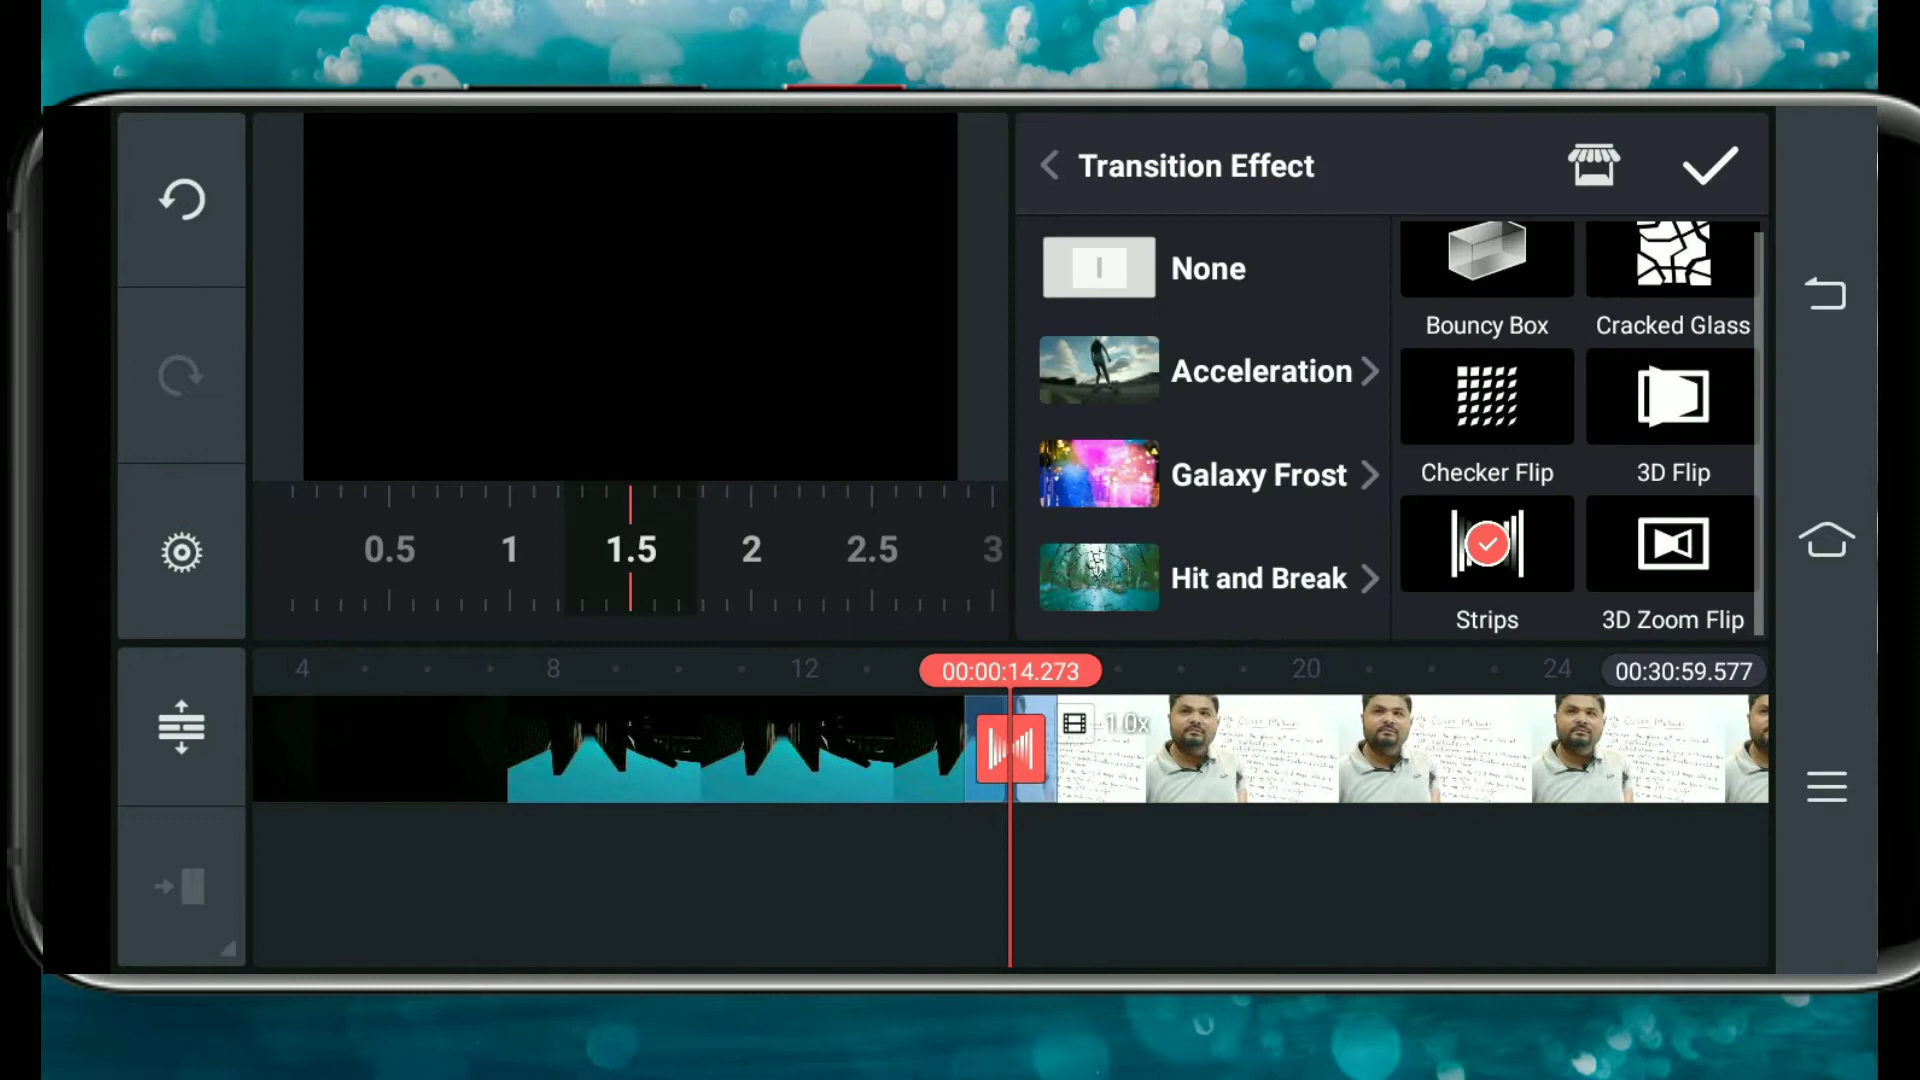 Transition Effect
None
Acceleration
Galaxy Frost
Hit and Break
Bouncy Box
Cracked Glass
Checker Flip
3D Flip
Strips
3D Zoom Flip
0.5 1 1.5 2 2.5 3
4 8 12 00:00:14.273 20 24 00:30:59.577
1.0x